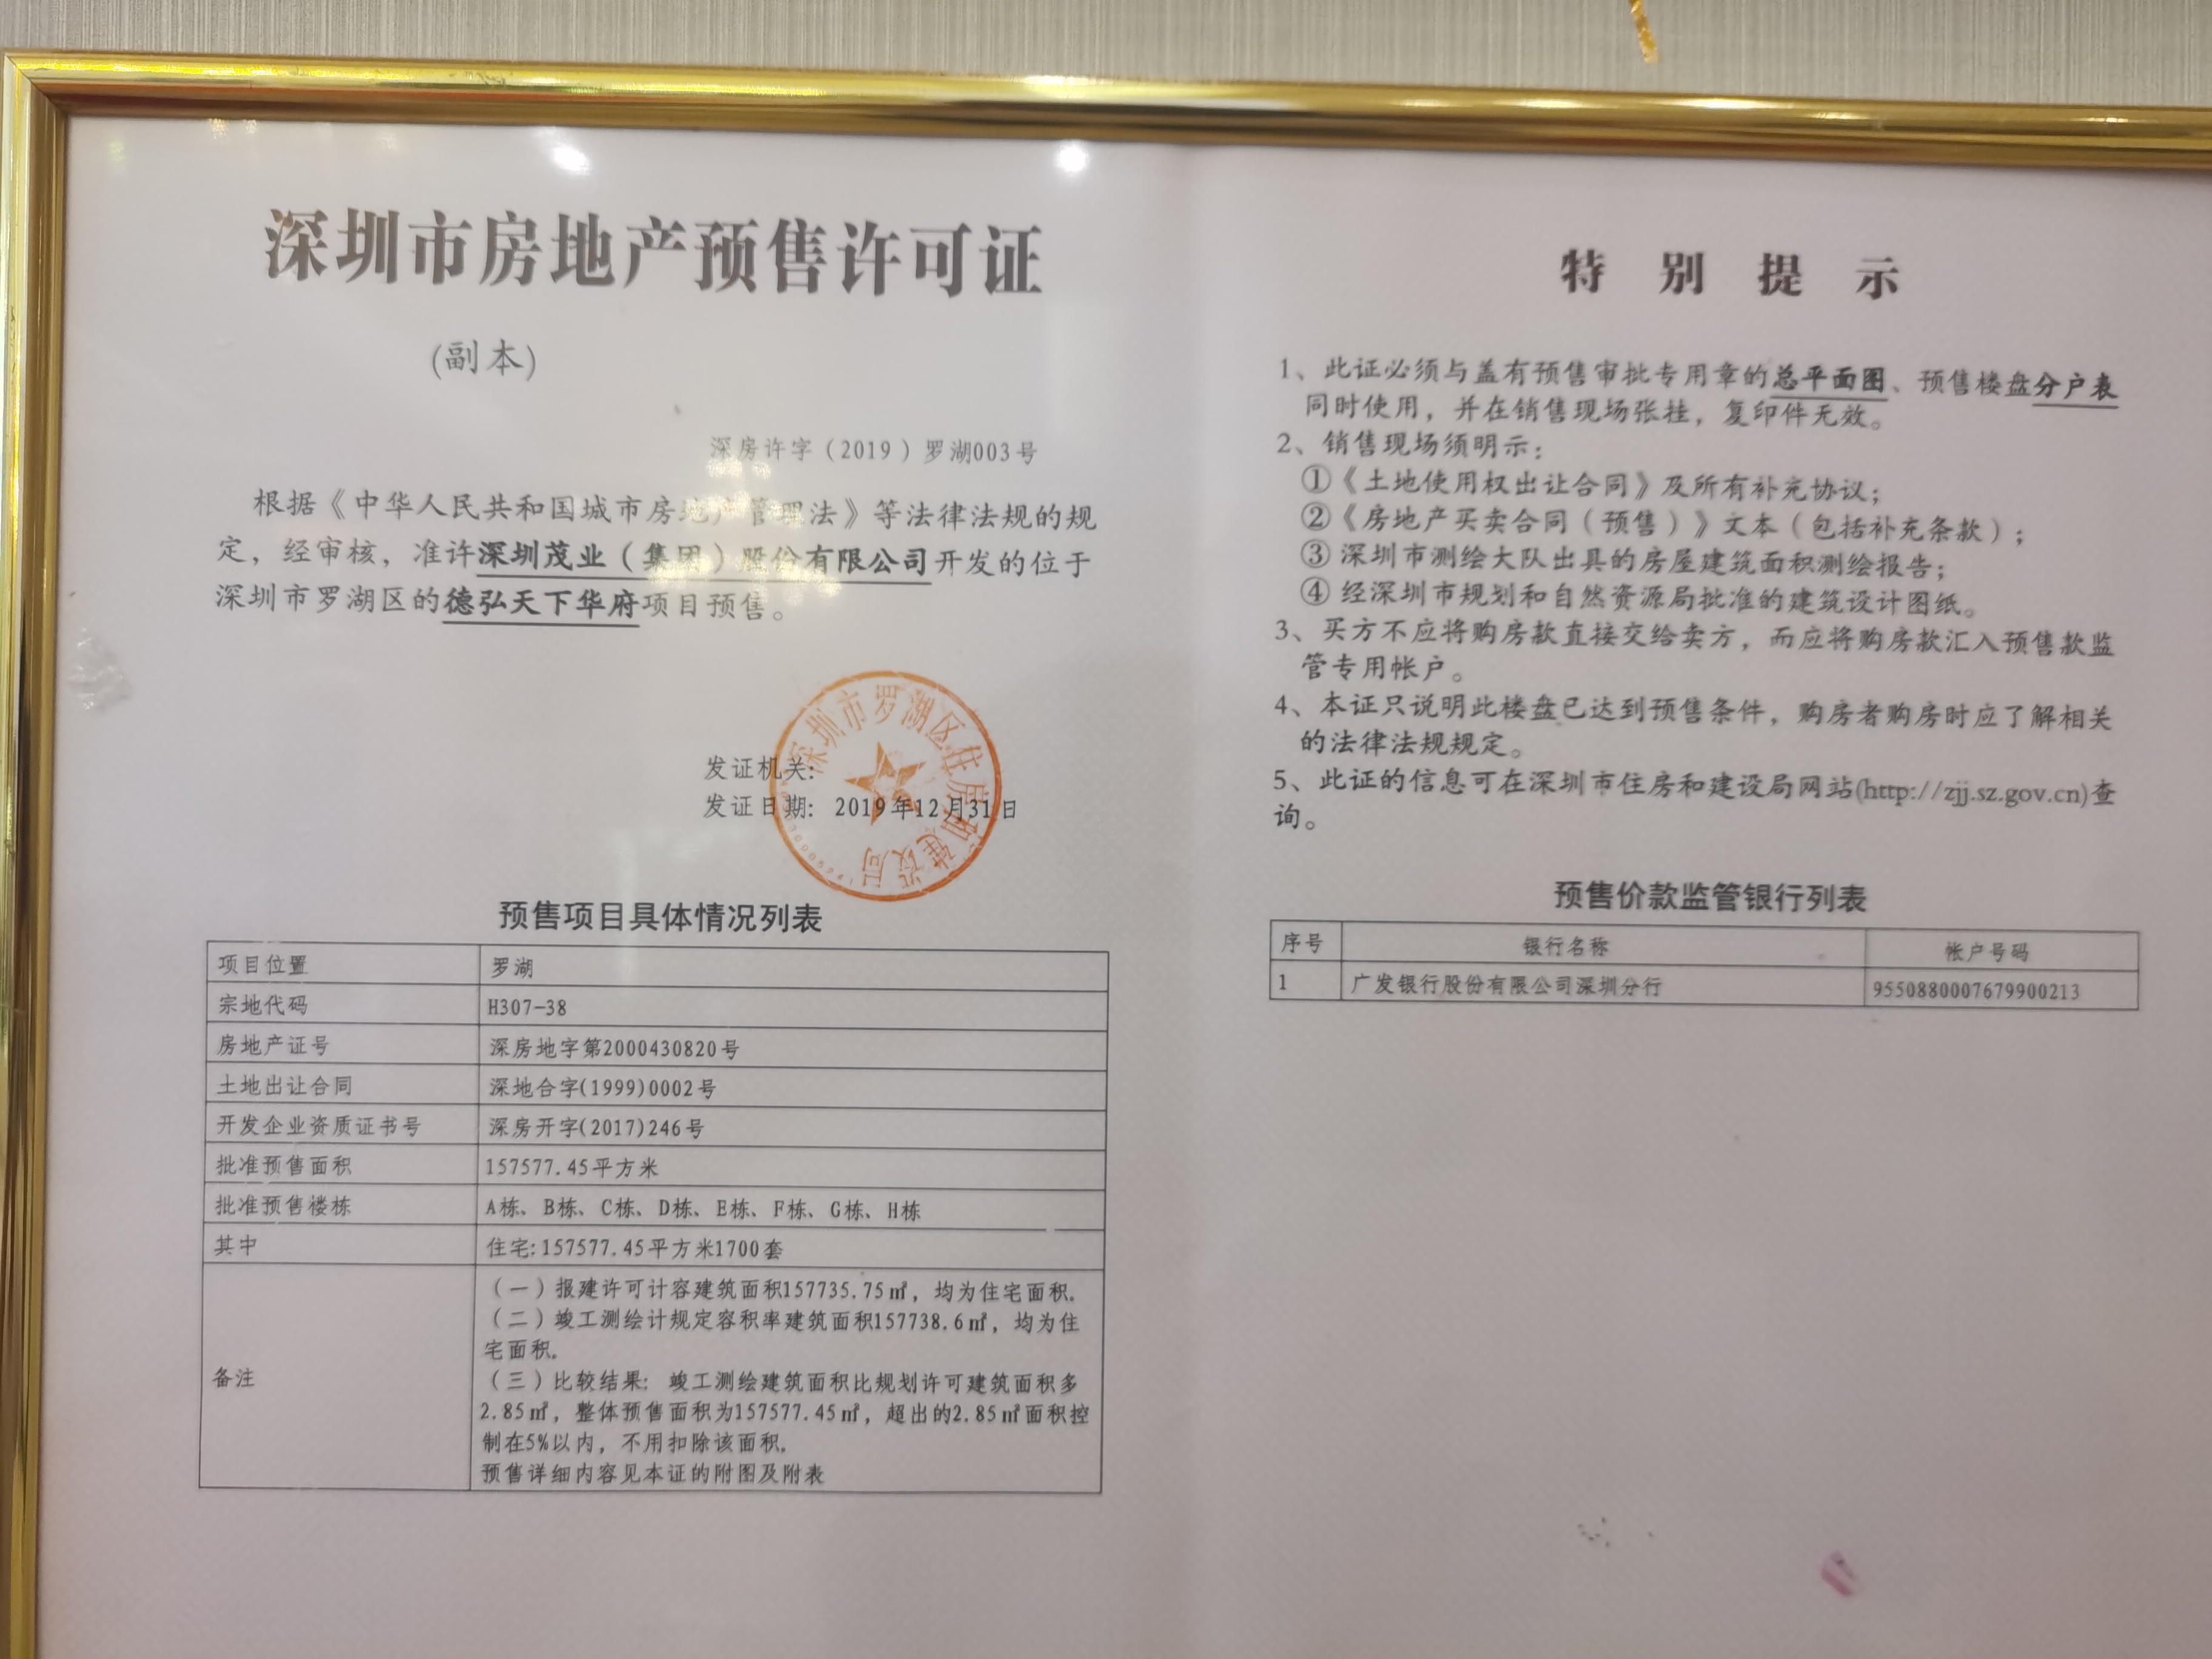 深圳市房地产预售许可证
(副本)
深房许字（2019）罗湖003号
根据《中华人民共和国城市房地产管理法》等法律法规的规
定，经审核，准许深圳茂业（集团）股份有限公司开发的位于
深圳市罗湖区的德弘天下华府项目预售。
深圳市罗湖区住房和建设局
发证机关:
发证日期: 2019年12月31日
预售项目具体情况列表
项目位置 罗湖
宗地代码 H307-38
房地产证号 深房地字第2000430820号
土地出让合同 深地合字(1999)0002号
开发企业资质证书号 深房开字(2017)246号
批准预售面积 157577.45平方米
批准预售楼栋 A栋、B栋、C栋、D栋、E栋、F栋、G栋、H栋
其中 住宅:157577.45平方米1700套
备注
（一）报建许可计容建筑面积157735.75㎡，均为住宅面积.
（二）竣工测绘计规定容积率建筑面积157738.6㎡，均为住
宅面积.
（三）比较结果: 竣工测绘建筑面积比规划许可建筑面积多
2.85㎡，整体预售面积为157577.45㎡，超出的2.85㎡面积控
制在5%以内，不用扣除该面积.
预售详细内容见本证的附图及附表
特别提示
1、此证必须与盖有预售审批专用章的总平面图、预售楼盘分户表
同时使用，并在销售现场张挂，复印件无效。
2、销售现场须明示：
①《土地使用权出让合同》及所有补充协议；
②《房地产买卖合同（预售）》文本（包括补充条款）；
③ 深圳市测绘大队出具的房屋建筑面积测绘报告；
④ 经深圳市规划和自然资源局批准的建筑设计图纸。
3、买方不应将购房款直接交给卖方，而应将购房款汇入预售款监
管专用帐户。
4、本证只说明此楼盘已达到预售条件，购房者购房时应了解相关
的法律法规规定。
5、此证的信息可在深圳市住房和建设局网站(http://zjj.sz.gov.cn)查
询。
预售价款监管银行列表
序号 银行名称 帐户号码
1 广发银行股份有限公司深圳分行 9550880007679900213